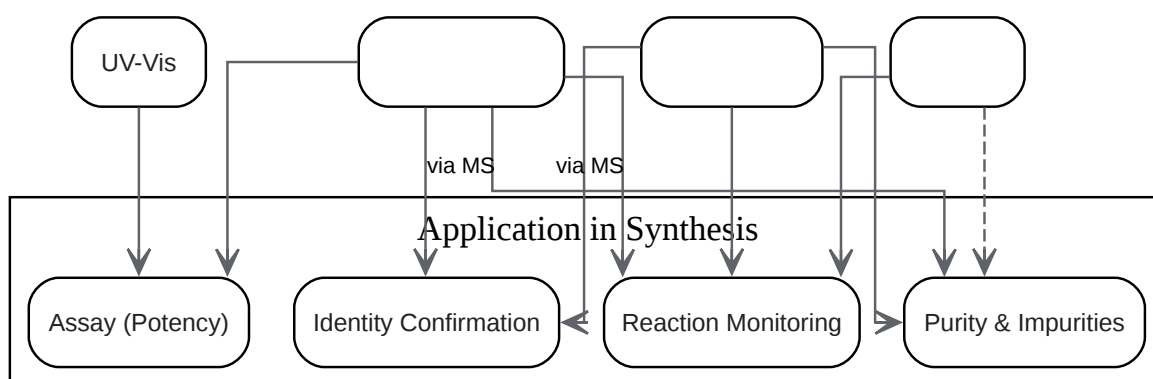 UV-Vis
via MS
via MS
Application in Synthesis
Assay (Potency)
Identity Confirmation
Reaction Monitoring
Purity & Impurities